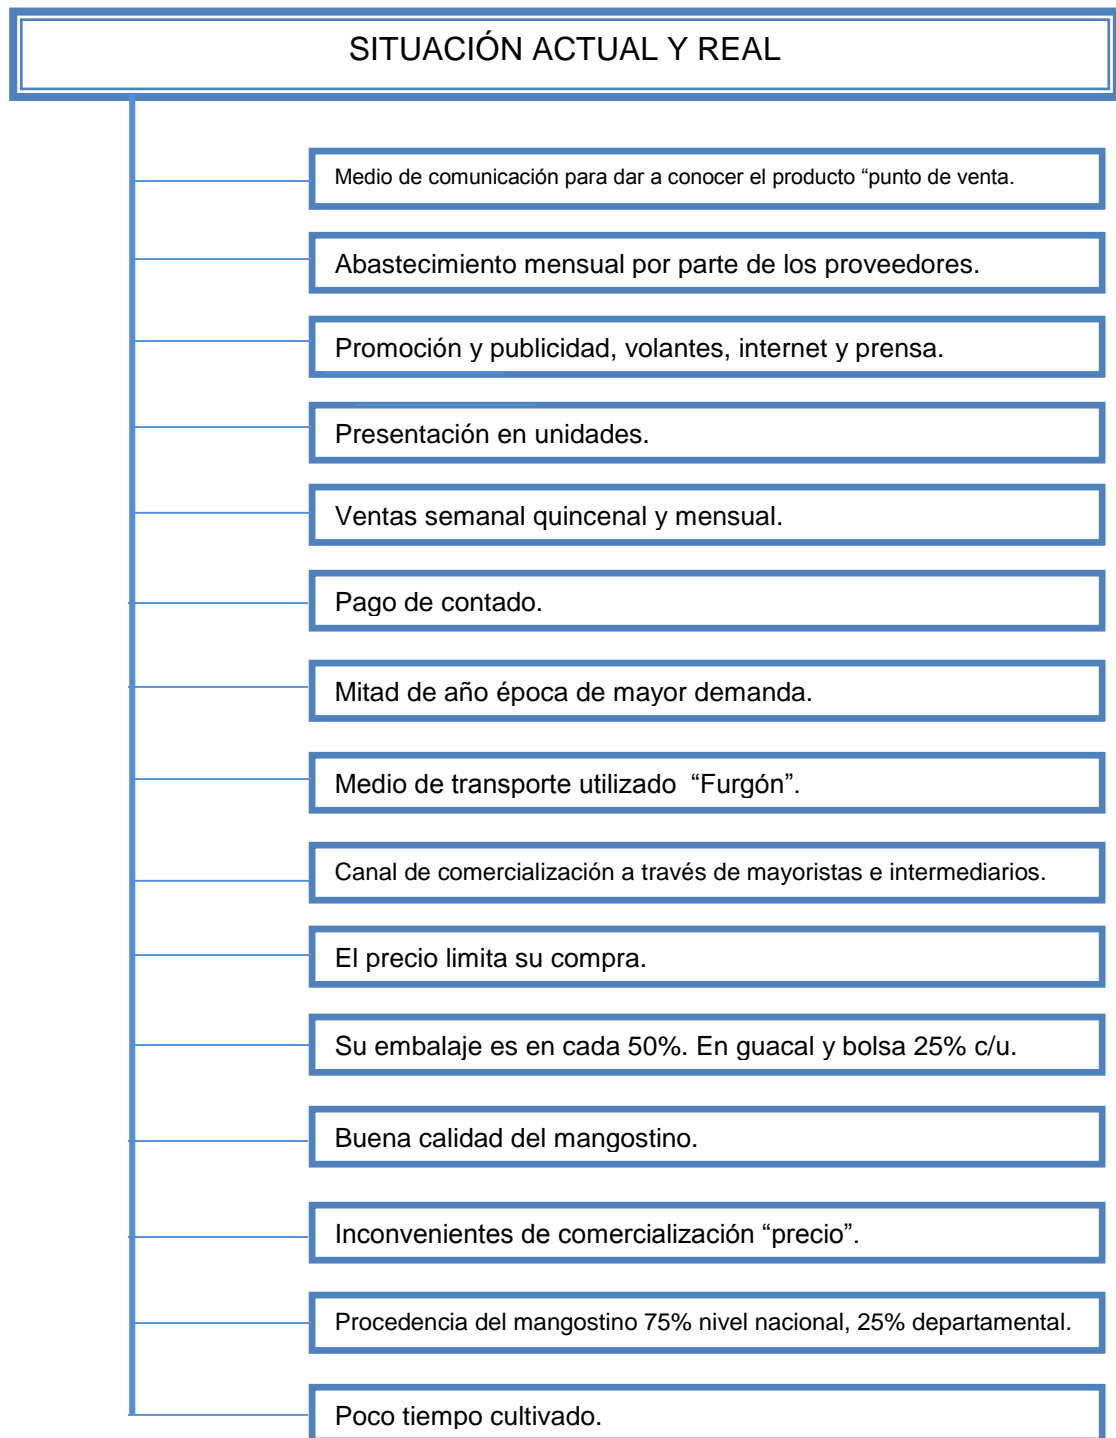 SITUACIÓN ACTUAL Y REAL
Medio de comunicación para dar a conocer el producto “punto de venta.
Abastecimiento mensual por parte de los proveedores.
Promoción y publicidad, volantes, internet y prensa.
Presentación en unidades.
Ventas semanal quincenal y mensual.
Pago de contado.
Mitad de año época de mayor demanda.
Medio de transporte utilizado “Furgón”.
Canal de comercialización a través de mayoristas e intermediarios.
El precio limita su compra.
Su embalaje es en cada 50%. En guacal y bolsa 25% c/u.
Buena calidad del mangostino.
Inconvenientes de comercialización “precio”.
Procedencia del mangostino 75% nivel nacional, 25% departamental.
Poco tiempo cultivado.